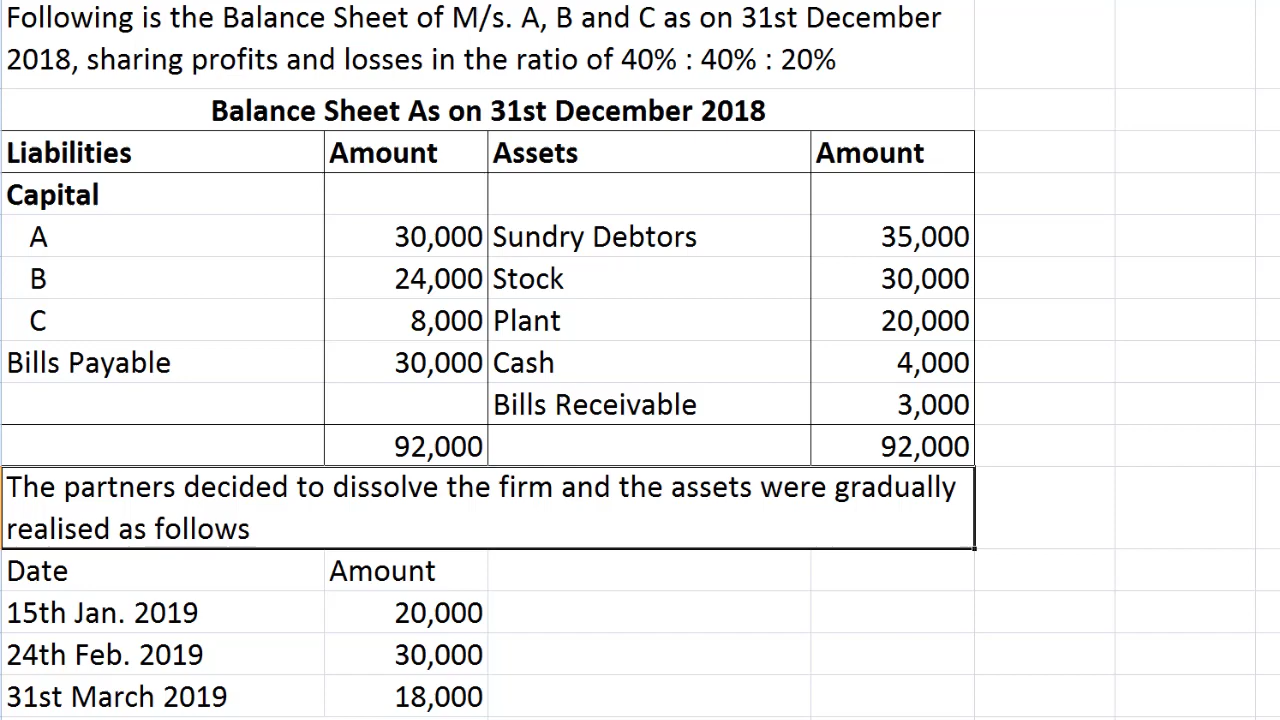 Following is the Balance Sheet of M/s. A, B and C as on 31st December
2018, sharing profits and losses in the ratio of 40% : 40% : 20%
Balance Sheet As on 31st December 2018
Liabilities Amount Assets Amount
Capital
A 30,000 Sundry Debtors 35,000
B 24,000 Stock 30,000
C 8,000 Plant 20,000
Bills Payable 30,000 Cash 4,000
Bills Receivable 3,000
92,000 92,000
The partners decided to dissolve the firm and the assets were gradually
realised as follows
Date Amount
15th Jan. 2019 20,000
24th Feb. 2019 30,000
31st March 2019 18,000